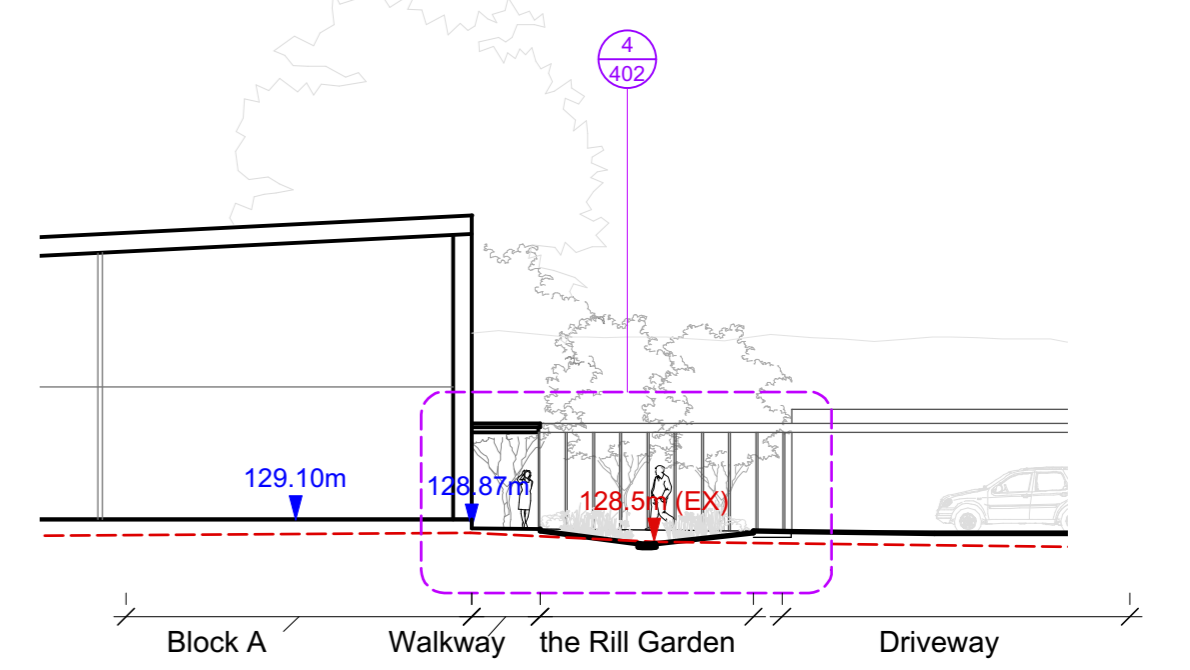 4
402
129.10m
128.87m
128.5m (EX)
Block A
Walkway
the Rill Garden
Driveway